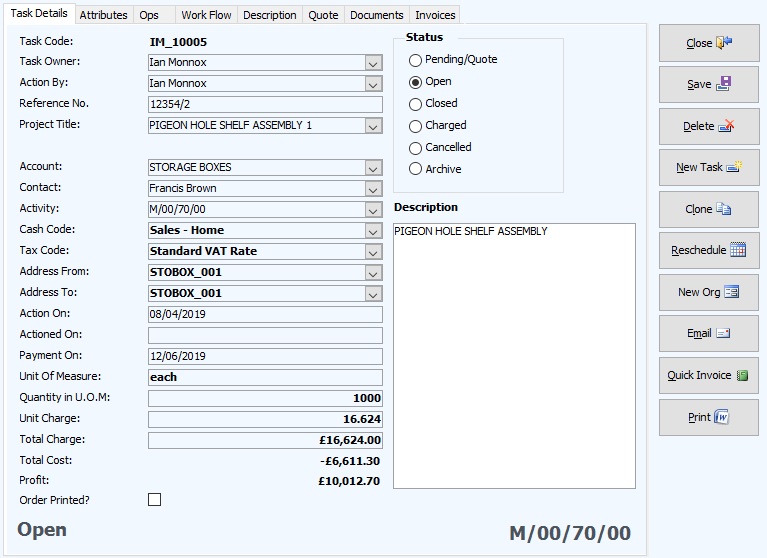 Task Details Attributes Ops Work Flow Description Quote Documents Invoices
Task Code: IM_10005
Task Owner: Ian Monnox
Action By: Ian Monnox
Reference No. 12354/2
Project Title: PIGEON HOLE SHELF ASSEMBLY 1
Account: STORAGE BOXES
Contact: Francis Brown
Activity: M/00/70/00
Cash Code: Sales - Home
Tax Code: Standard VAT Rate
Address From: STOBOX_001
Address To: STOBOX_001
Action On: 08/04/2019
Actioned On:
Payment On: 12/06/2019
Unit Of Measure: each
Quantity in U.O.M: 1000
Unit Charge: 16.624
Total Charge: £16,624.00
Total Cost: -£6,611.30
Profit: £10,012.70
Order Printed?
Open
Status
Pending/Quote
Open
Closed
Charged
Cancelled
Archive
Description
PIGEON HOLE SHELF ASSEMBLY
M/00/70/00
Close
Save
Delete
New Task
Clone
Reschedule
New Org
Email
Quick Invoice
Print